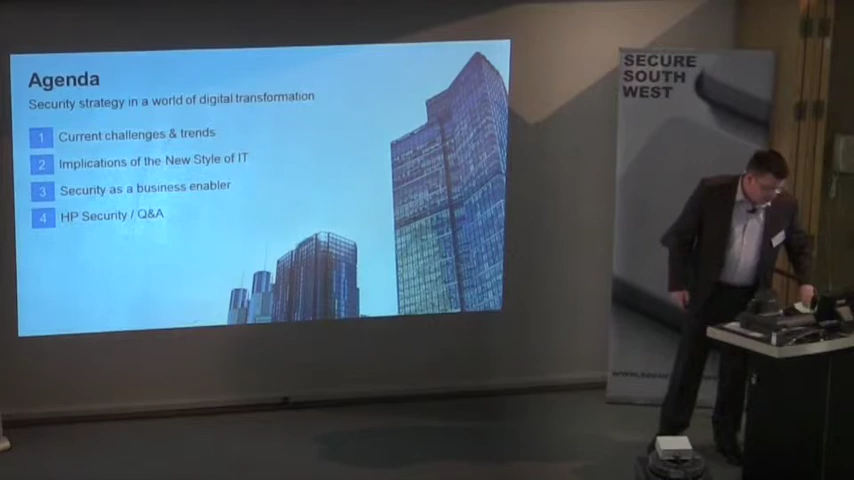 Agenda
Security strategy in a world of digital transformation
1 Current challenges & trends
2 Implications of the New Style of IT
3 Security as a business enabler
4 HP Security / Q&A
SECURE
SOUTH
WEST